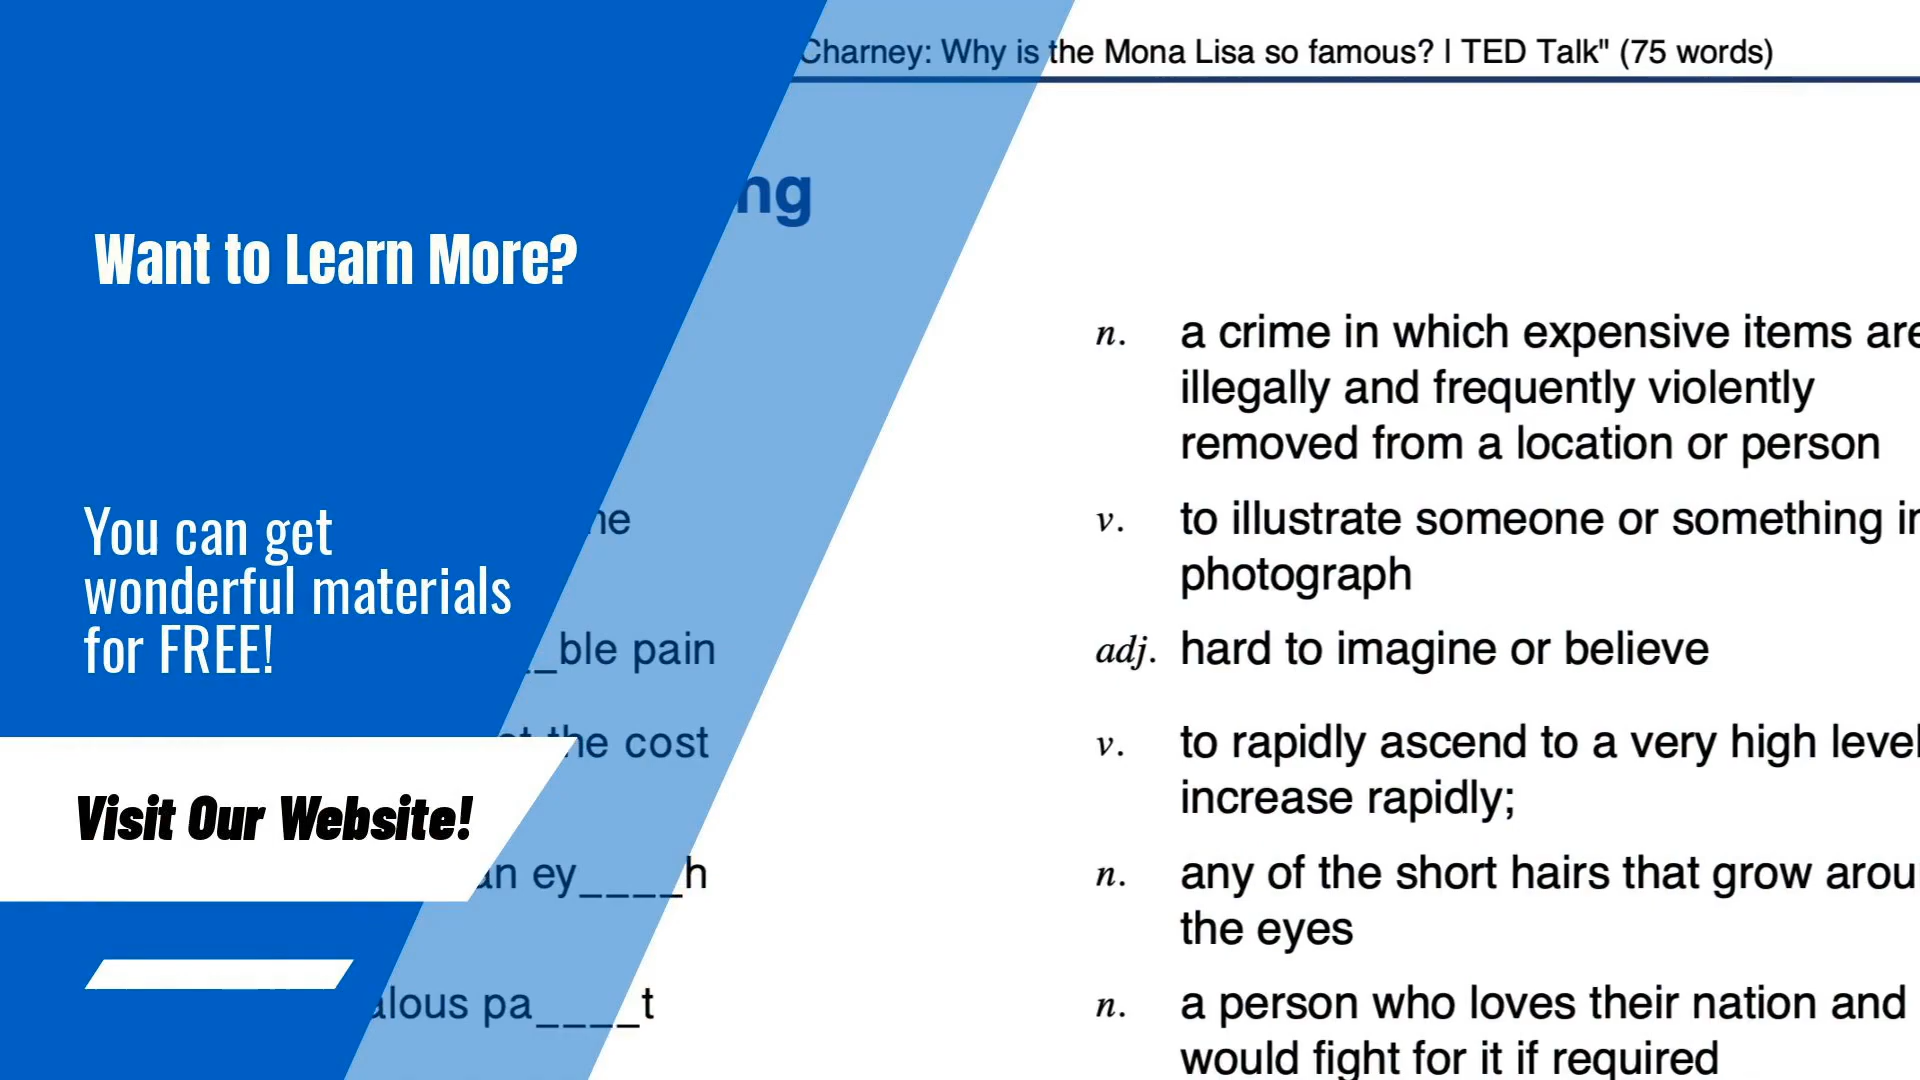 Charney: Why is the Mona Lisa so famous? | TED Talk" (75 words)
ng
Want to Learn More?
n. a crime in which expensive items are
illegally and frequently violently
removed from a location or person
You can get
wonderful materials
for FREE!
v. to illustrate someone or something in
photograph
_ble pain
adj. hard to imagine or believe
the cost
v. to rapidly ascend to a very high level
increase rapidly;
Visit Our Website!
an ey____h
n. any of the short hairs that grow arou
the eyes
alous pa____t
n. a person who loves their nation and
would fight for it if required